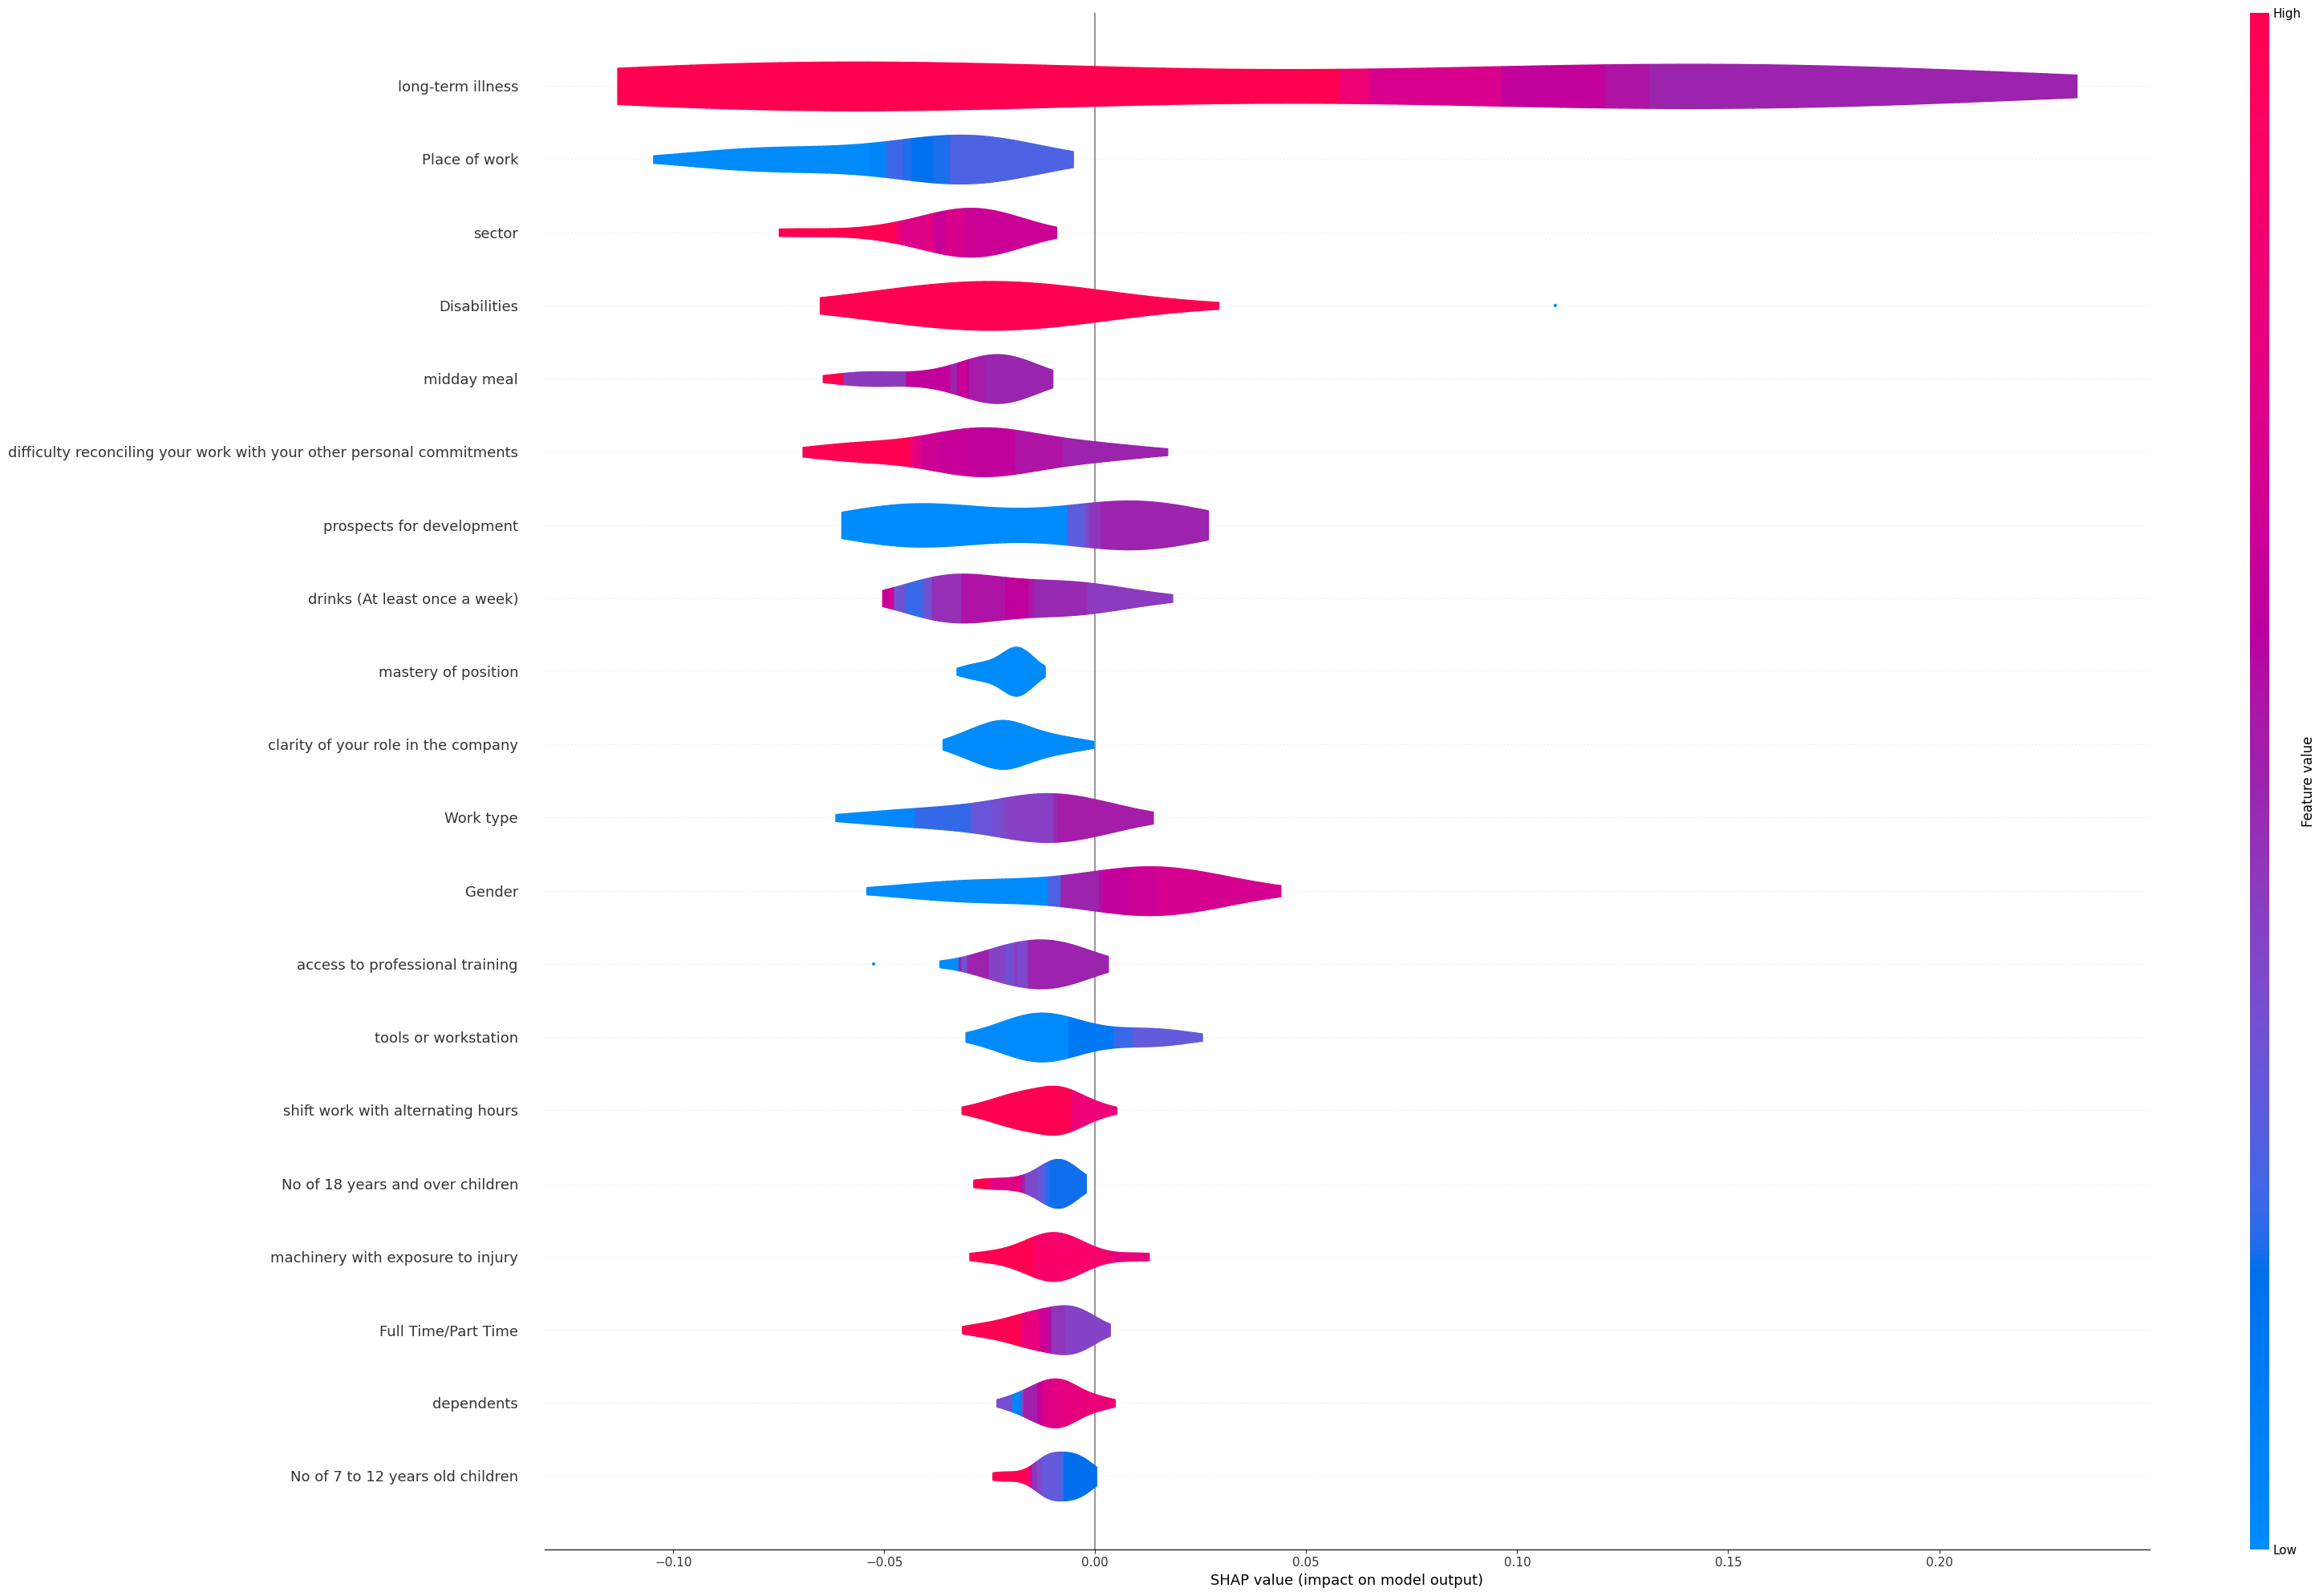 High
long-term illness
Place of work
sector
Disabilities
midday meal
difficulty reconciling your work with your other personal commitments
prospects for development
drinks (At least once a week)
mastery of position
clarity of your role in the company
Work type
Gender
access to professional training
tools or workstation
shift work with alternating hours
No of 18 years and over children
machinery with exposure to injury
Full Time/Part Time
dependents
No of 7 to 12 years old children
Feature value
Low
−0.10 −0.05 0.00 0.05 0.10 0.15 0.20
SHAP value (impact on model output)